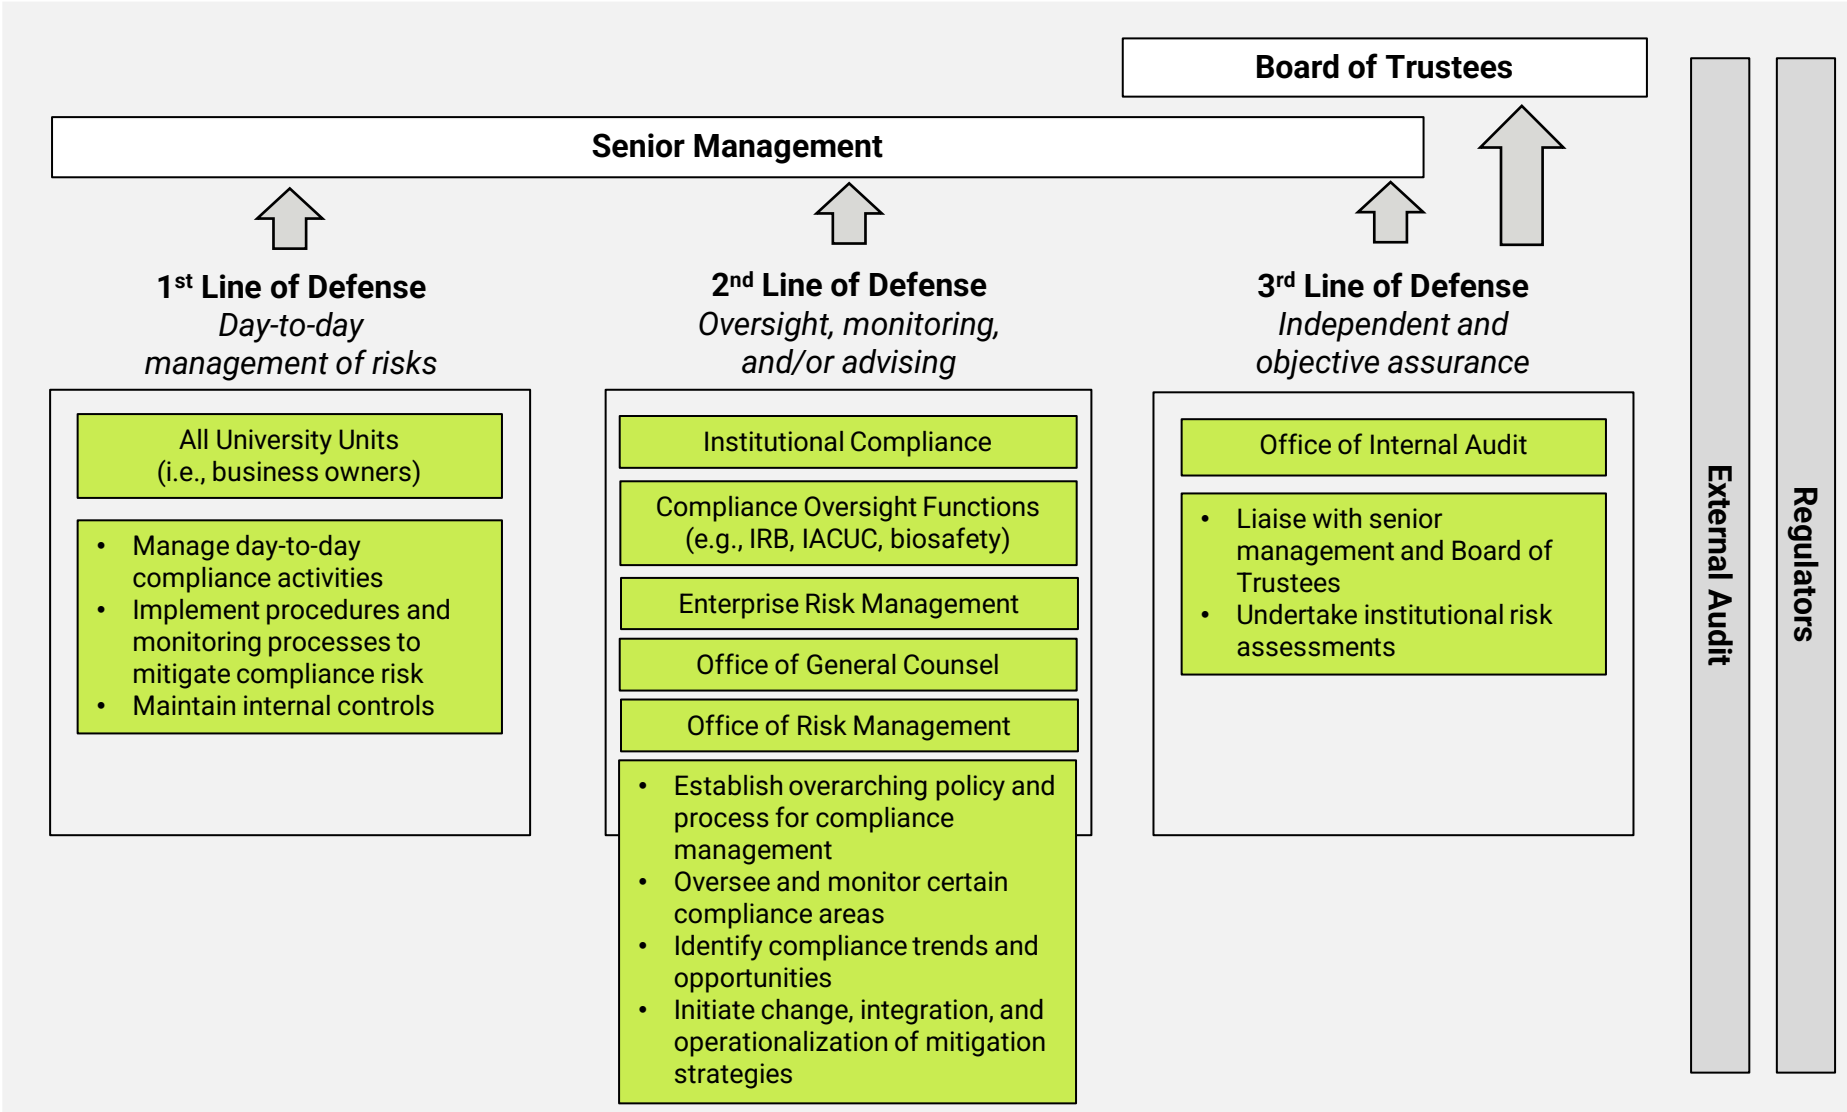 Board of Trustees
Senior Management
1st Line of Defense
Day-to-day
management of risks
All University Units
(i.e., business owners)
• Manage day-to-day
compliance activities
• Implement procedures and
monitoring processes to
mitigate compliance risk
• Maintain internal controls
2nd Line of Defense
Oversight, monitoring,
and/or advising
Institutional Compliance
Compliance Oversight Functions
(e.g., IRB, IACUC, biosafety)
Enterprise Risk Management
Office of General Counsel
Office of Risk Management
• Establish overarching policy and
process for compliance
management
• Oversee and monitor certain
compliance areas
• Identify compliance trends and
opportunities
• Initiate change, integration, and
operationalization of mitigation
strategies
3rd Line of Defense
Independent and
objective assurance
Office of Internal Audit
• Liaise with senior
management and Board of
Trustees
• Undertake institutional risk
assessments
External Audit
Regulators